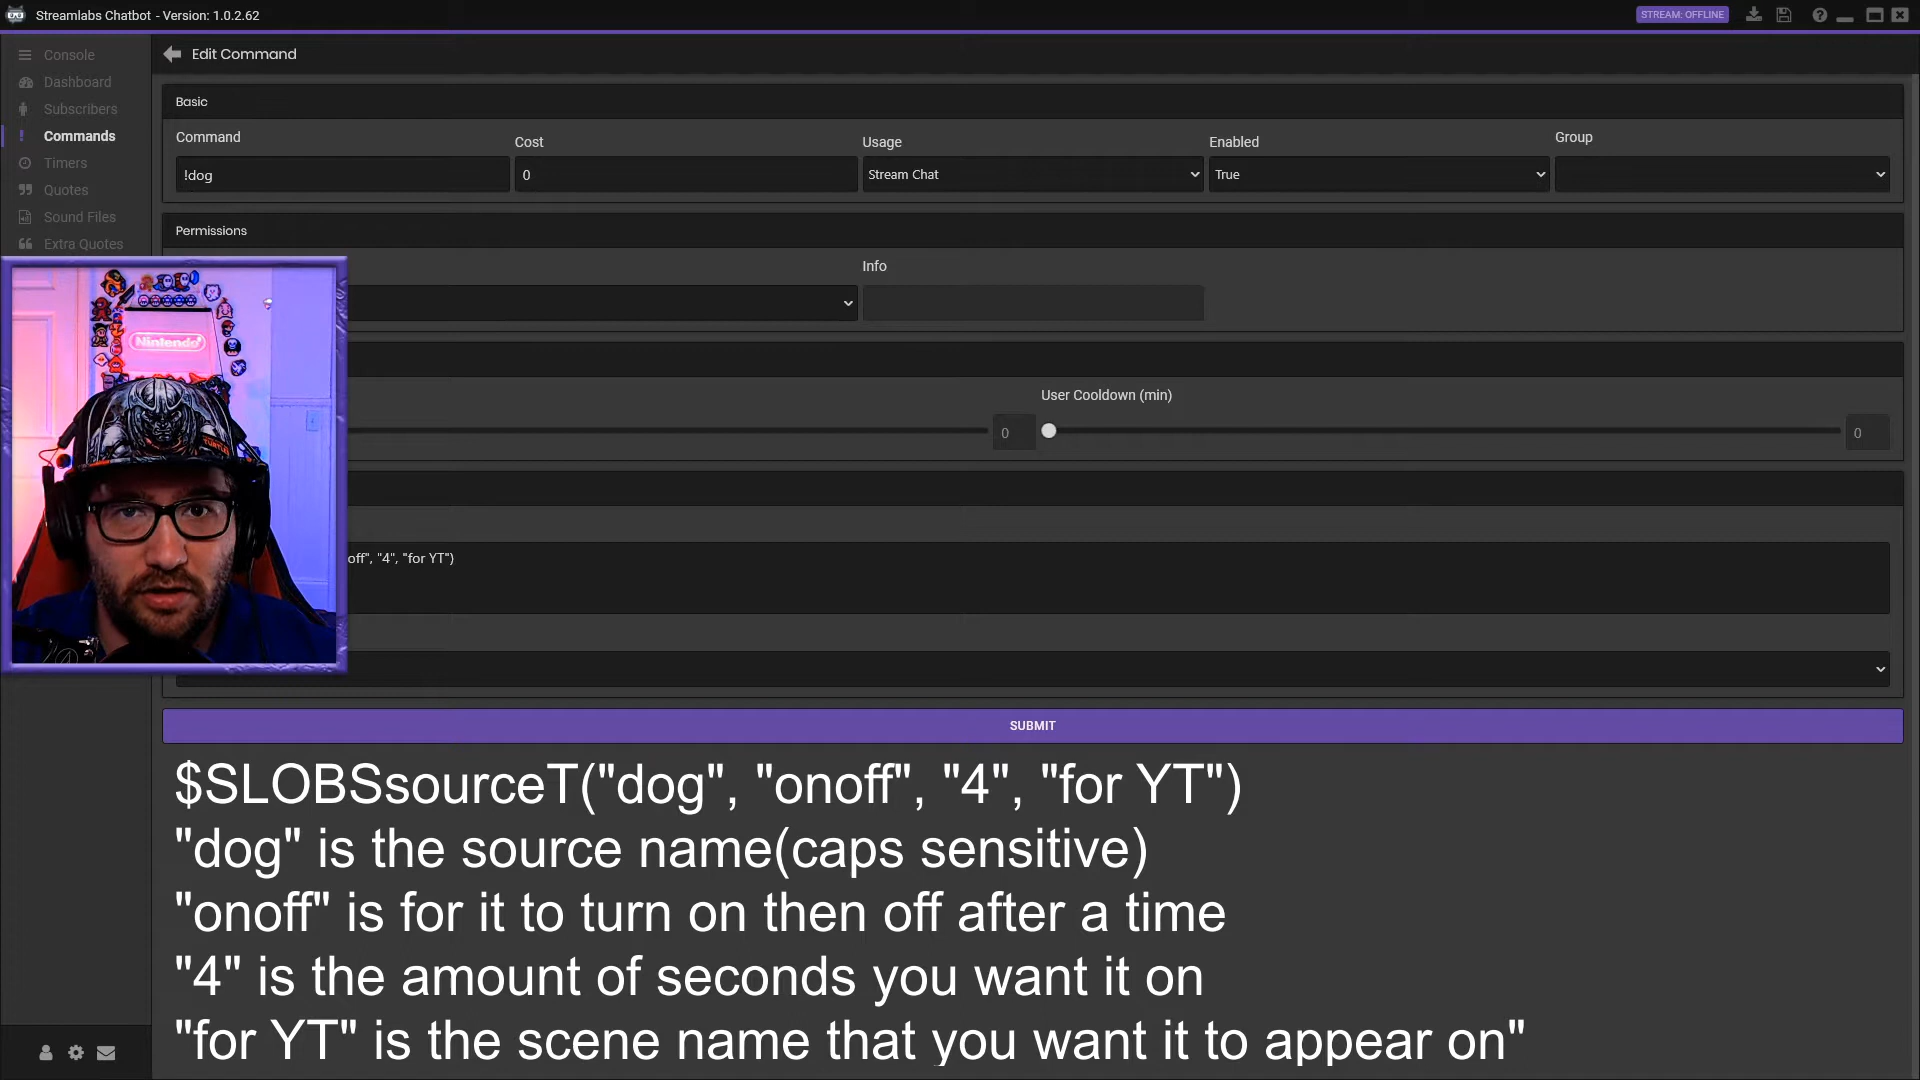 Streamlabs Chatbot - Version: 1.0.2.62
STREAM: OFFLINE
Console
Dashboard
Subscribers
Commands
Timers
Quotes
Sound Files
Extra Quotes
Edit Command
Basic
Command
Cost
Usage
Enabled
Group
!dog
0
Stream Chat
True
Permissions
Info
User Cooldown (min)
0
0
Nintendo
off", "4", "for YT")
SUBMIT
$SLOBSsourceT("dog", "onoff", "4", "for YT")
"dog" is the source name(caps sensitive)
"onoff" is for it to turn on then off after a time
"4" is the amount of seconds you want it on
"for YT" is the scene name that you want it to appear on"